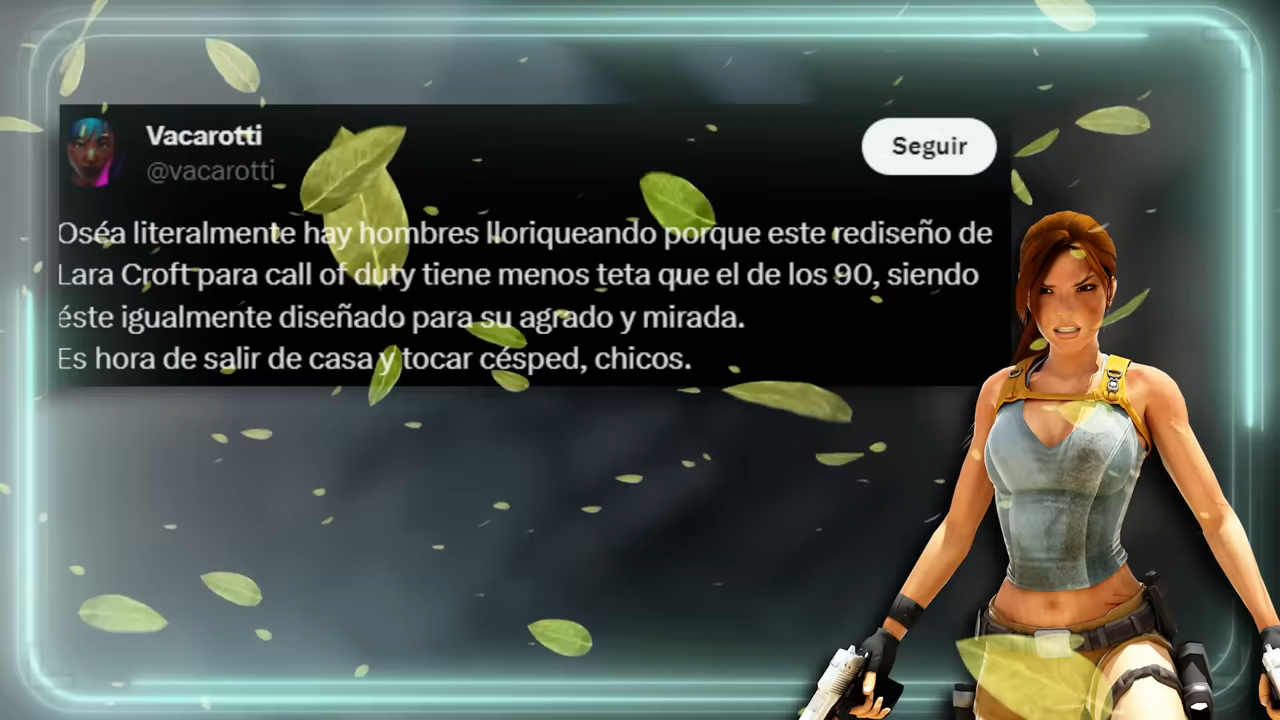 Vacarotti
@vacarotti
Seguir
Oséa literalmente hay hombres lloriqueando porque este rediseño de
Lara Croft para call of duty tiene menos teta que el de los 90, siendo
éste igualmente diseñado para su agrado y mirada.
Es hora de salir de casa y tocar césped, chicos.